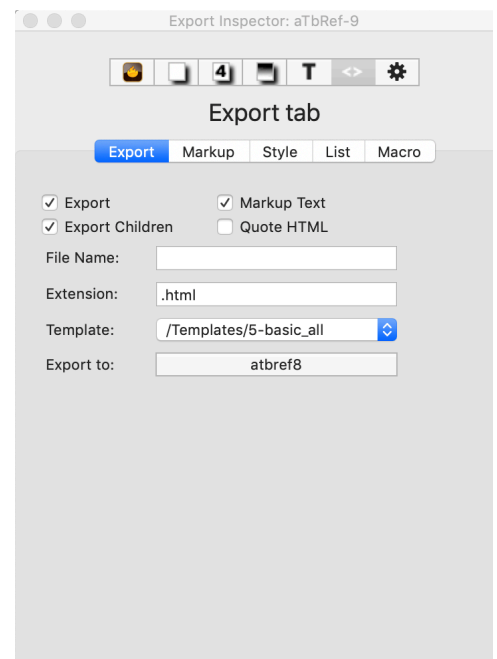 Export Inspector: aTbRef-9
4 T <>
Export tab
Export Markup Style List Macro
Export Markup Text
Export Children Quote HTML
File Name:
Extension: .html
Template: /Templates/5-basic_all
Export to: atbref8